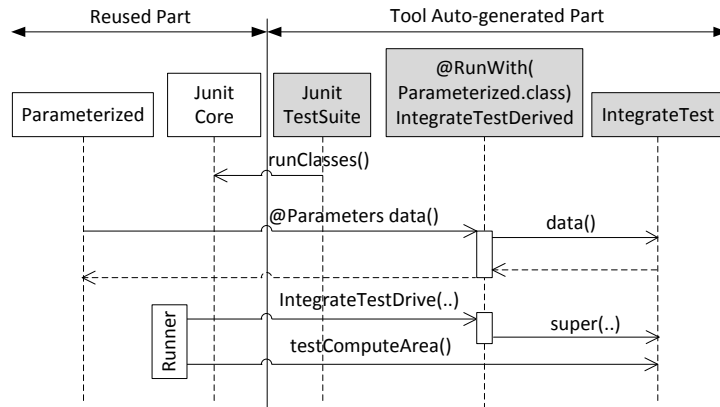 Reused Part
Tool Auto-generated Part
Parameterized
Junit
Core
Junit
TestSuite
@RunWith(
Parameterized.class)
IntegrateTestDerived
IntegrateTest
runClasses()
@Parameters data()
data()
IntegrateTestDrive(..)
super(..)
Runner
testComputeArea()